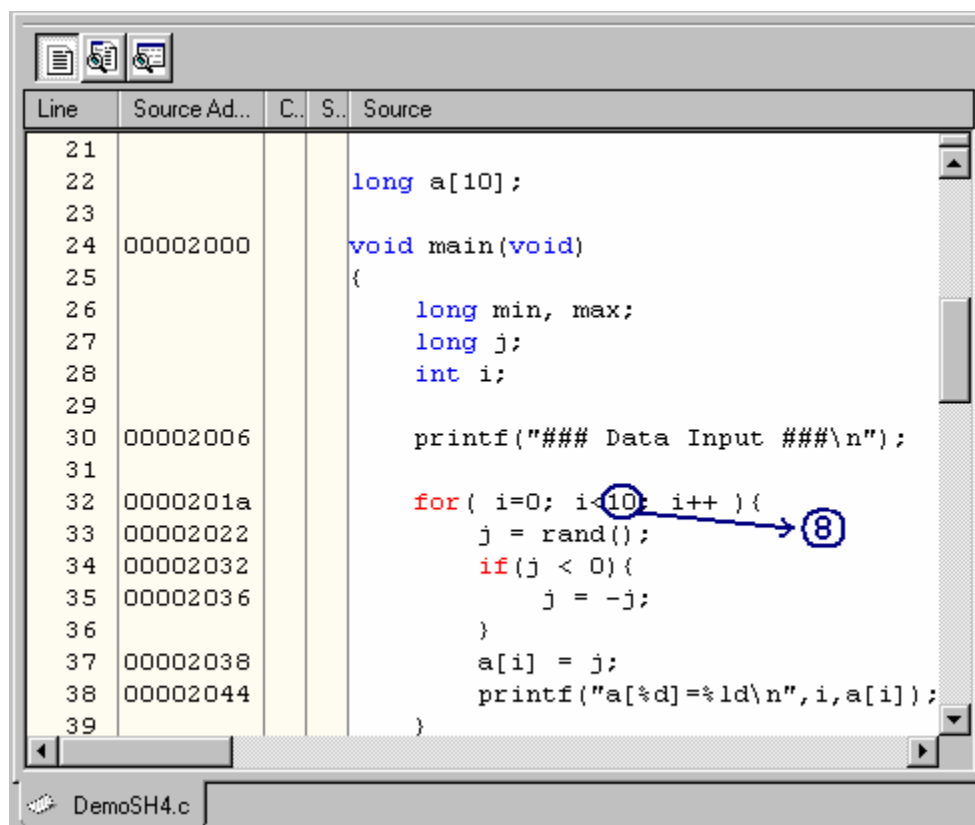 Line Source Ad... C.. S.. Source
21
22 long a[10];
23
24 00002000 void main(void)
25 {
26 long min, max;
27 long j;
28 int i;
29
30 00002006 printf("### Data Input ###\n");
31
32 0000201a for( i=0; i<10; i++ ){
33 00002022 j = rand(); 8
34 00002032 if(j < 0){
35 00002036 j = -j;
36 }
37 00002038 a[i] = j;
38 00002044 printf("a[%d]=%ld\n",i,a[i]);
39 }
DemoSH4.c